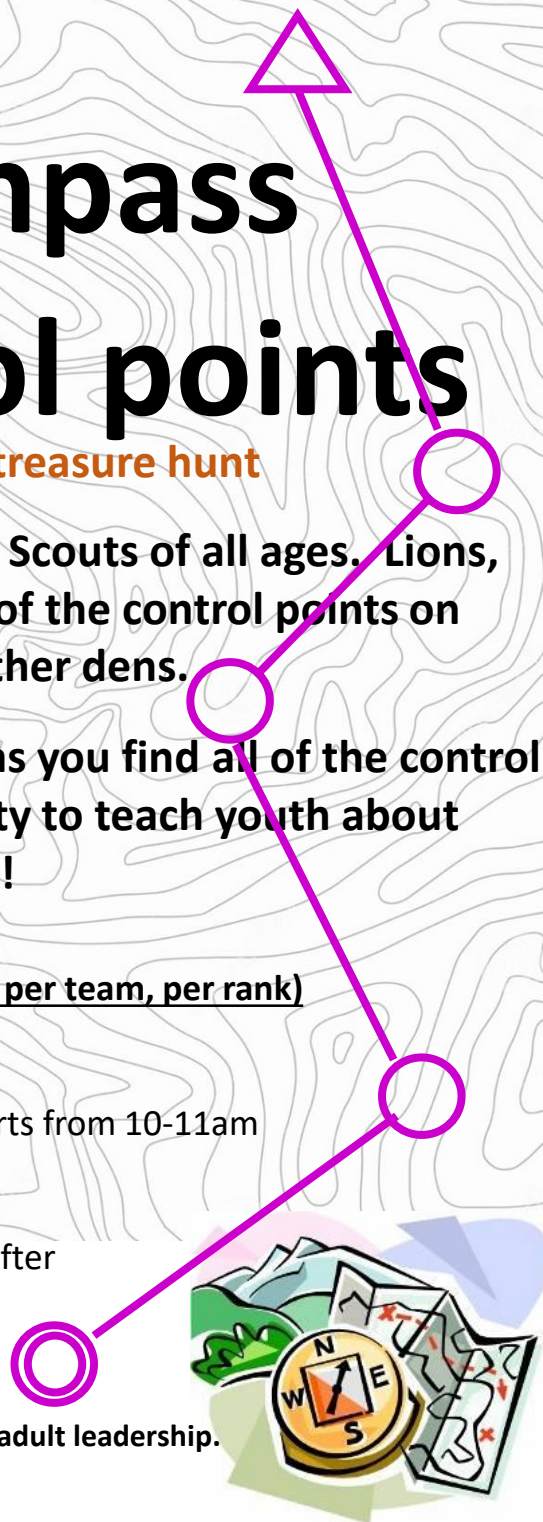 npass
ol points
treasure hunt
Scouts of all ages. Lions,
of the control points on
ther dens.
ns you find all of the control
ty to teach youth about
!
per team, per rank)
rts from 10-11am
fter
adult leadership.
N
E
W
S